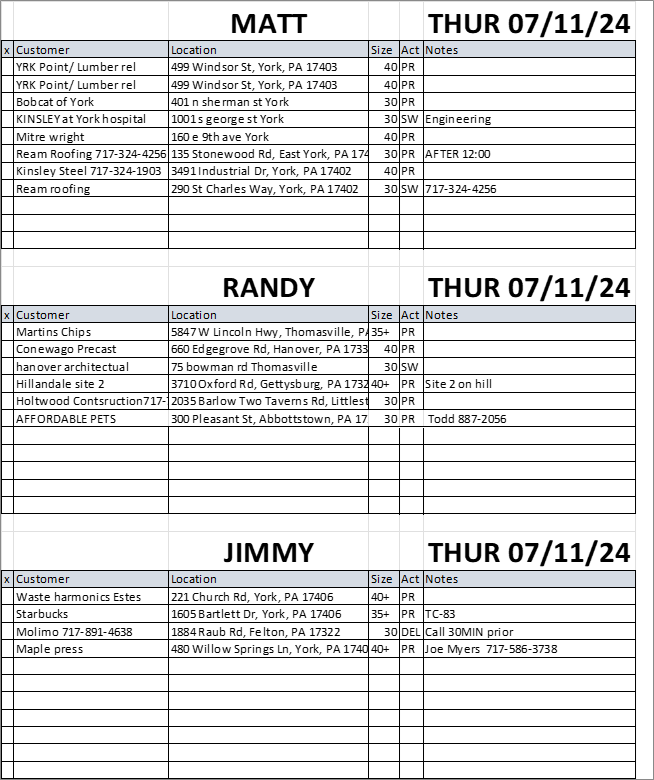 MATT THUR 07/11/24
x Customer Location Size Act Notes
YRK Point/ Lumber rel 499 Windsor St, York, PA 17403 40 PR
YRK Point/ Lumber rel 499 Windsor St, York, PA 17403 40 PR
Bobcat of York 401 n sherman st York 30 PR
KINSLEY at York hospital 1001 s george st York 30 SW Engineering
Mitre wright 160 e 9th ave York 40 PR
Ream Roofing 717-324-4256 135 Stonewood Rd, East York, PA 174 30 PR AFTER 12:00
Kinsley Steel 717-324-1903 3491 Industrial Dr, York, PA 17402 40 PR
Ream roofing 290 St Charles Way, York, PA 17402 30 SW 717-324-4256
RANDY THUR 07/11/24
x Customer Location Size Act Notes
Martins Chips 5847 W Lincoln Hwy, Thomasville, PA 35+ PR
Conewago Precast 660 Edgegrove Rd, Hanover, PA 1733 40 PR
hanover architectual 75 bowman rd Thomasville 30 SW
Hillandale site 2 3710 Oxford Rd, Gettysburg, PA 1732 40+ PR Site 2 on hill
Holtwood Contsruction 717- 2035 Barlow Two Taverns Rd, Littlest 30 PR
AFFORDABLE PETS 300 Pleasant St, Abbottstown, PA 17 30 PR Todd 887-2056
JIMMY THUR 07/11/24
x Customer Location Size Act Notes
Waste harmonics Estes 221 Church Rd, York, PA 17406 40+ PR
Starbucks 1605 Bartlett Dr, York, PA 17406 35+ PR TC-83
Molimo 717-891-4638 1884 Raub Rd, Felton, PA 17322 30 DEL Call 30MIN prior
Maple press 480 Willow Springs Ln, York, PA 1740 40+ PR Joe Myers 717-586-3738